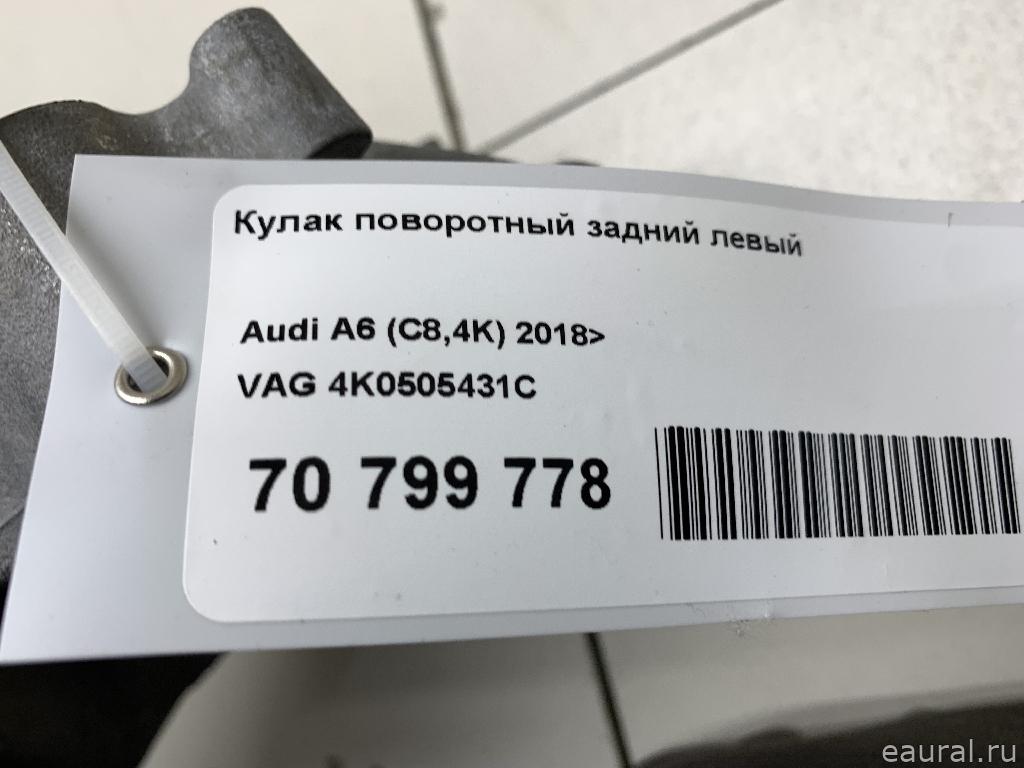 Кулак поворотный задний левый
Audi A6 (C8,4K) 2018>
VAG 4K0505431C
70 799 778
eaural.ru